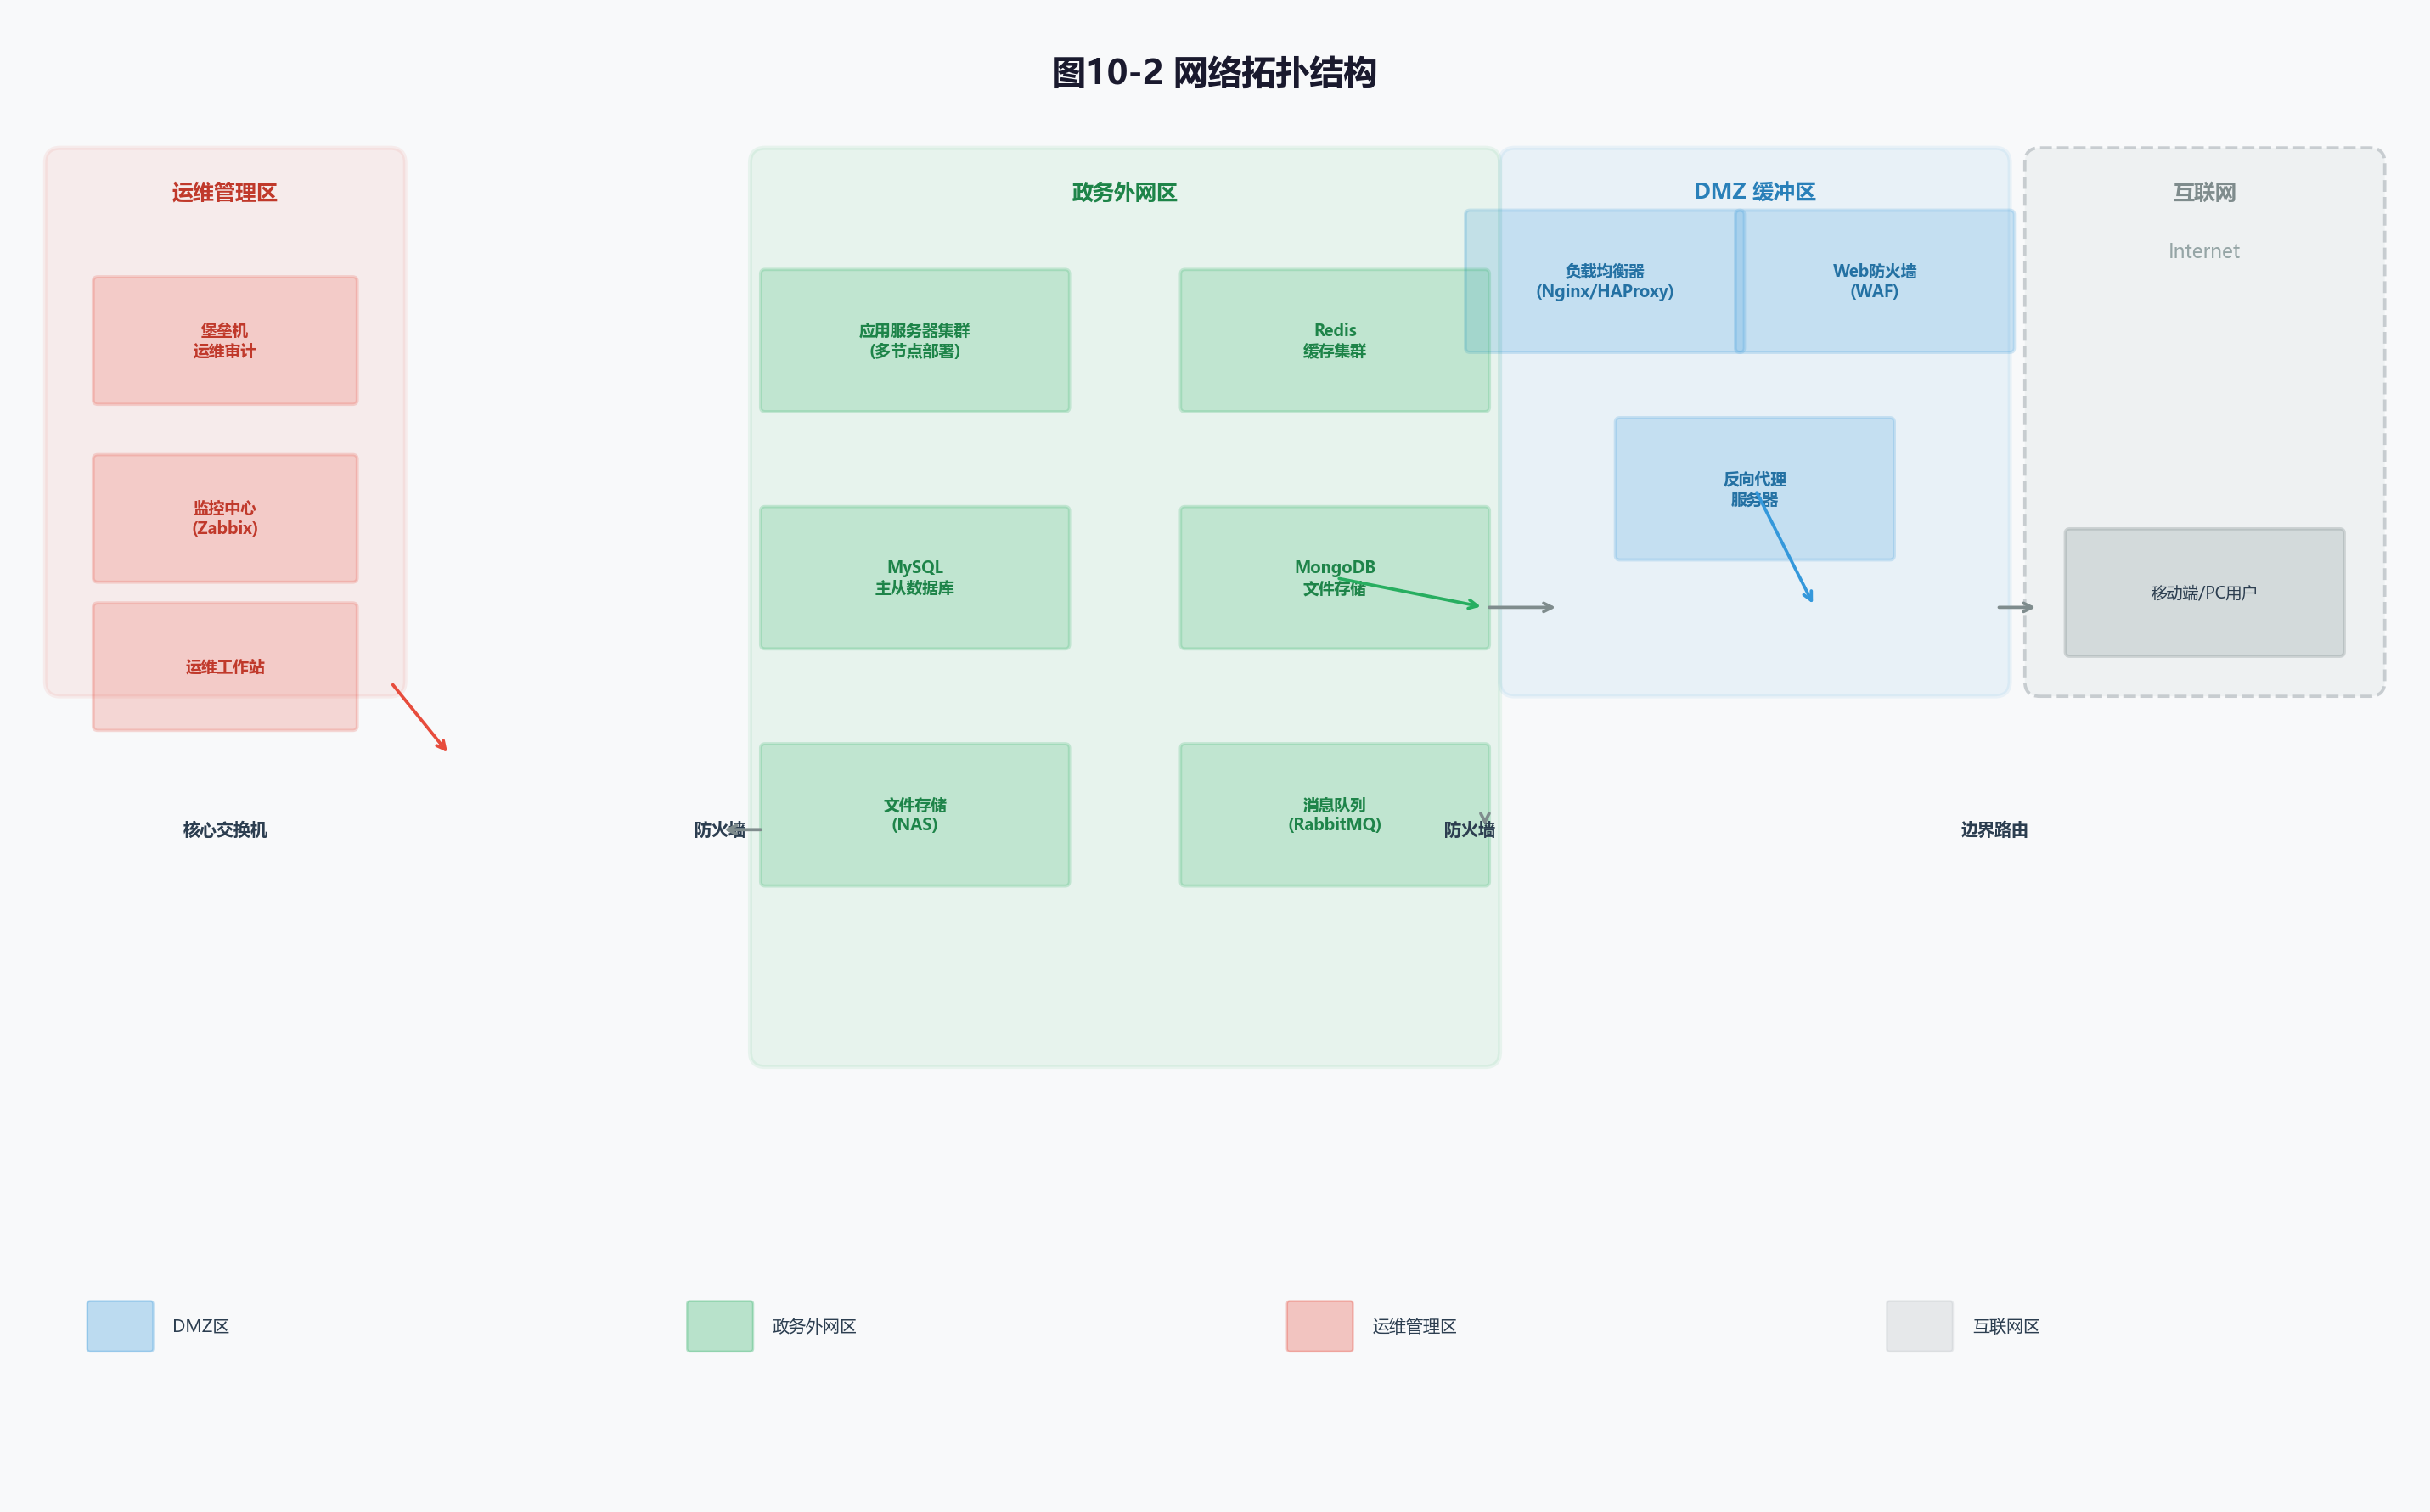 图10-2 网络拓扑结构
运维管理区
堡垒机
运维审计
监控中心
(Zabbix)
运维工作站
政务外网区
应用服务器集群
(多节点部署)
Redis
缓存集群
MySQL
主从数据库
MongoDB
文件存储
文件存储
(NAS)
消息队列
(RabbitMQ)
DMZ 缓冲区
负载均衡器
(Nginx/HAProxy)
Web防火墙
(WAF)
反向代理
服务器
互联网
Internet
移动端/PC用户
核心交换机
防火墙
防火墙
边界路由
DMZ区
政务外网区
运维管理区
互联网区